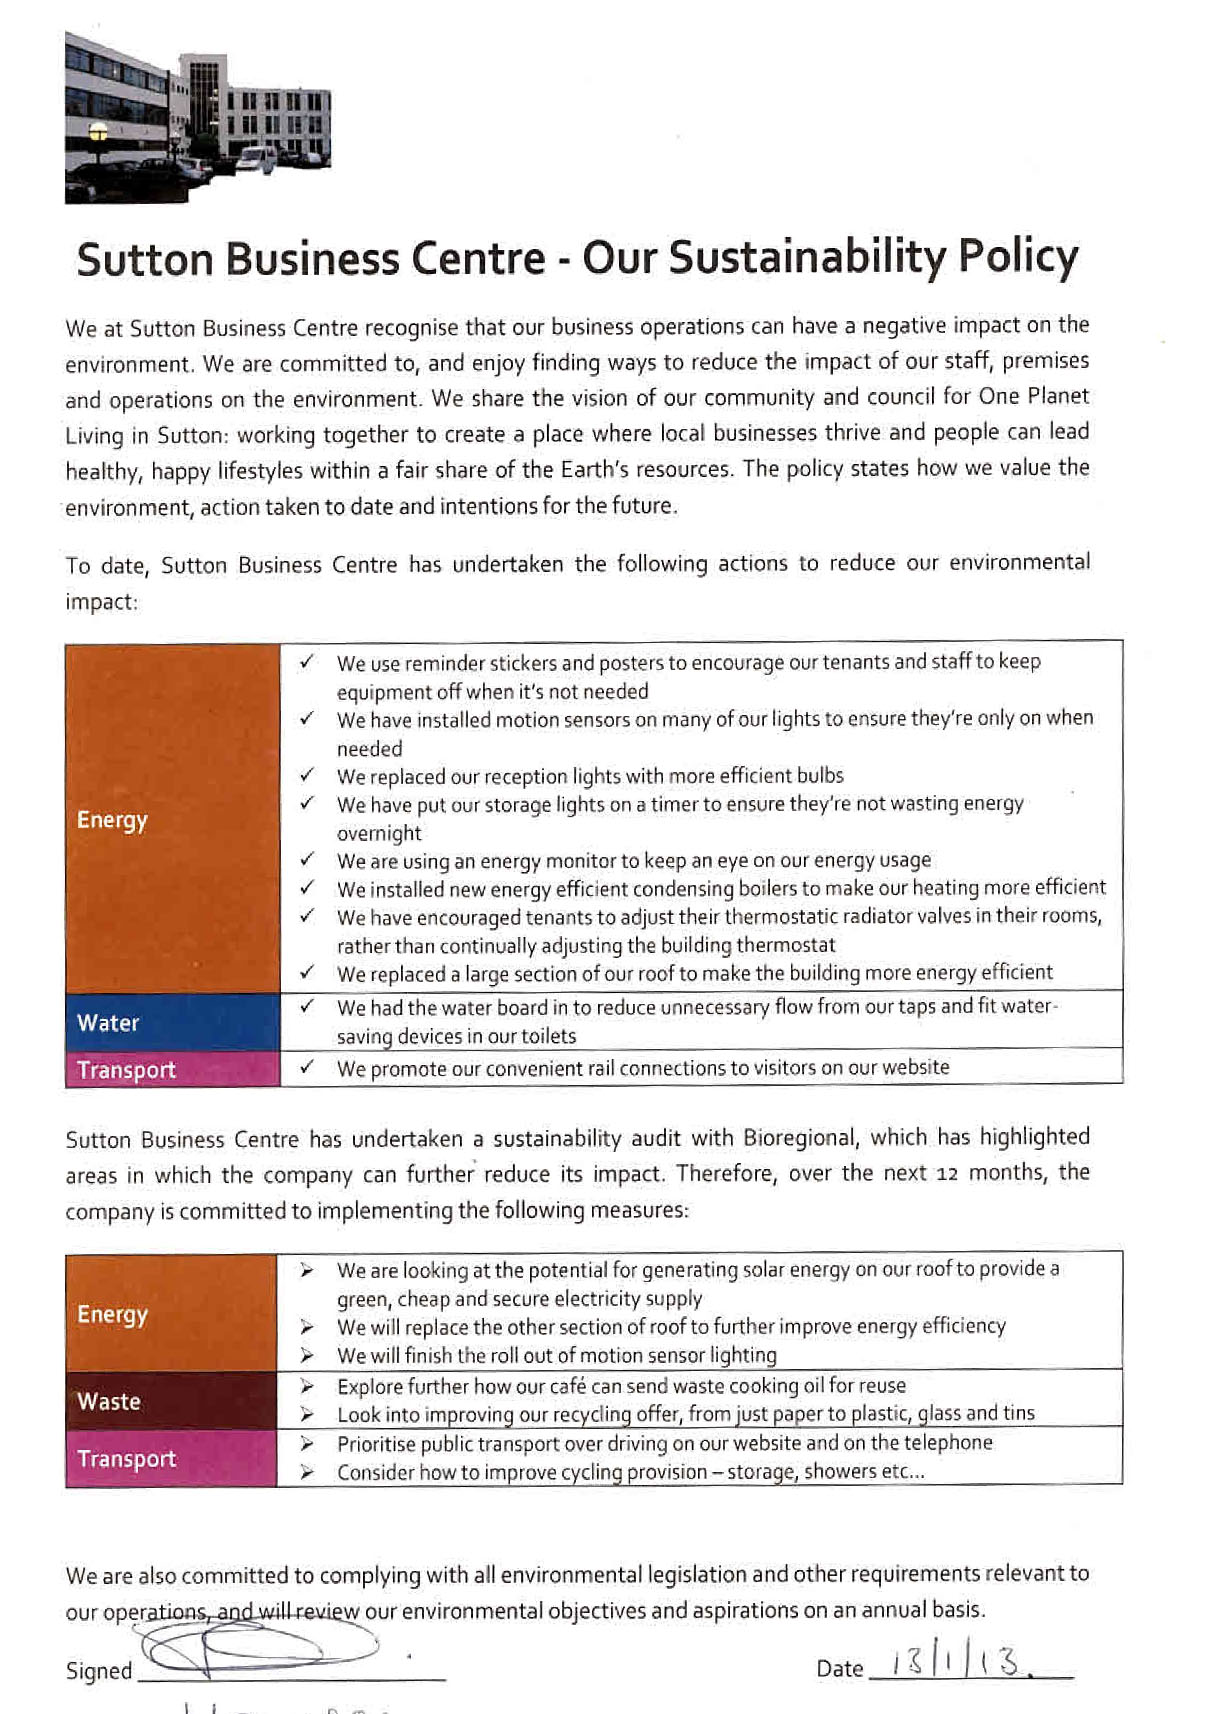 Sutton Business Centre - Our Sustainability Policy
We at Sutton Business Centre recognise that our business operations can have a negative impact on the
environment. We are committed to, and enjoy finding ways to reduce the impact of our staff, premises
and operations on the environment. We share the vision of our community and council for One Planet
Living in Sutton: working together to create a place where local businesses thrive and people can lead
healthy, happy lifestyles within a fair share of the Earth's resources. The policy states how we value the
environment, action taken to date and intentions for the future.
To date, Sutton Business Centre has undertaken the following actions to reduce our environmental
impact:
Energy
✓ We use reminder stickers and posters to encourage our tenants and staff to keep
equipment off when it's not needed
✓ We have installed motion sensors on many of our lights to ensure they're only on when
needed
✓ We replaced our reception lights with more efficient bulbs
✓ We have put our storage lights on a timer to ensure they're not wasting energy
overnight
✓ We are using an energy monitor to keep an eye on our energy usage
✓ We installed new energy efficient condensing boilers to make our heating more efficient
✓ We have encouraged tenants to adjust their thermostatic radiator valves in their rooms,
rather than continually adjusting the building thermostat
✓ We replaced a large section of our roof to make the building more energy efficient
Water
✓ We had the water board in to reduce unnecessary flow from our taps and fit water-
saving devices in our toilets
Transport
✓ We promote our convenient rail connections to visitors on our website
Sutton Business Centre has undertaken a sustainability audit with Bioregional, which has highlighted
areas in which the company can further reduce its impact. Therefore, over the next 12 months, the
company is committed to implementing the following measures:
Energy
➢ We are looking at the potential for generating solar energy on our roof to provide a
green, cheap and secure electricity supply
➢ We will replace the other section of roof to further improve energy efficiency
➢ We will finish the roll out of motion sensor lighting
Waste
➢ Explore further how our café can send waste cooking oil for reuse
➢ Look into improving our recycling offer, from just paper to plastic, glass and tins
Transport
➢ Prioritise public transport over driving on our website and on the telephone
➢ Consider how to improve cycling provision – storage, showers etc...
We are also committed to complying with all environmental legislation and other requirements relevant to
our operations, and will review our environmental objectives and aspirations on an annual basis.
Signed
Date 13/1/13.